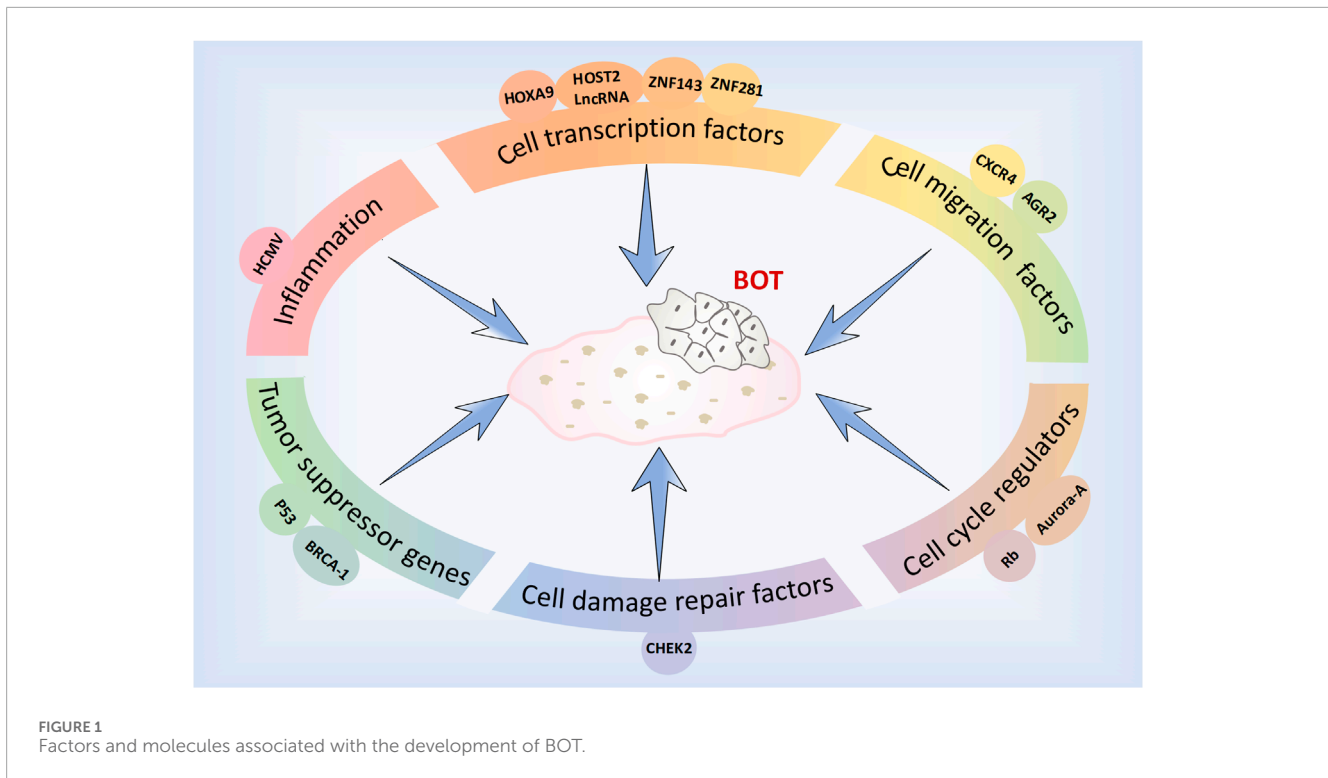 HOXA9
HOST2
LncRNA
ZNF143
ZNF281
Cell transcription factors
CXCR4
AGR2
Cell migration factors
HCMV
Inflammation
BOT
Tumor suppressor genes
P53
BRCA-1
Cell cycle regulators
Aurora-A
Rb
Cell damage repair factors
CHEK2
FIGURE 1
Factors and molecules associated with the development of BOT.